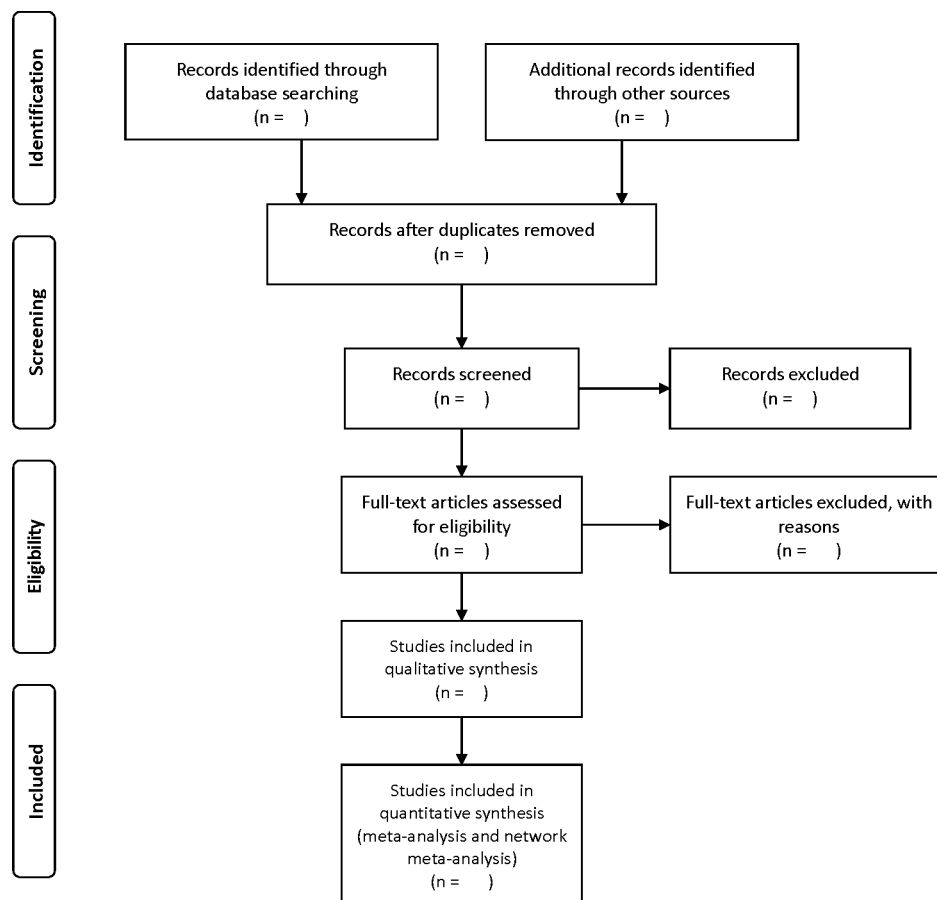 Identification
Records identified through
database searching
(n = )
Additional records identified
through other sources
(n = )
Records after duplicates removed
(n = )
Screening
Records screened
(n = )
Records excluded
(n = )
Eligibility
Full-text articles assessed
for eligibility
(n = )
Full-text articles excluded, with
reasons
(n = )
Studies included in
qualitative synthesis
(n = )
Included
Studies included in
quantitative synthesis
(meta-analysis and network
meta-analysis)
(n = )